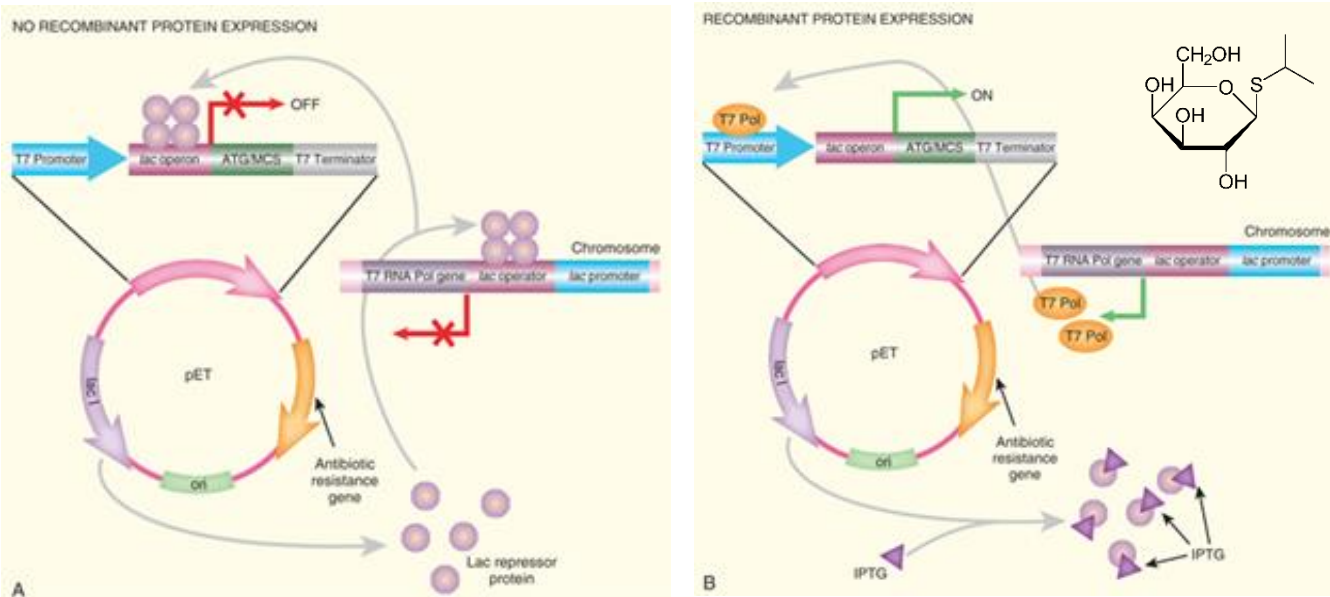 NO RECOMBINANT PROTEIN EXPRESSION
OFF
T7 Promoter
lac operon
ATG/MCS
T7 Terminator
Chromosome
T7 RNA Pol gene
lac operator
lac promoter
lac I
pET
ori
Antibiotic
resistance
gene
Lac repressor
protein
A
RECOMBINANT PROTEIN EXPRESSION
CH2OH
OH
O
S
OH
OH
T7 Pol
ON
T7 Promoter
lac operon
ATG/MCS
T7 Terminator
Chromosome
T7 RNA Pol gene
lac operator
lac promoter
T7 Pol
T7 Pol
lac I
pET
ori
Antibiotic
resistance
gene
IPTG
IPTG
B